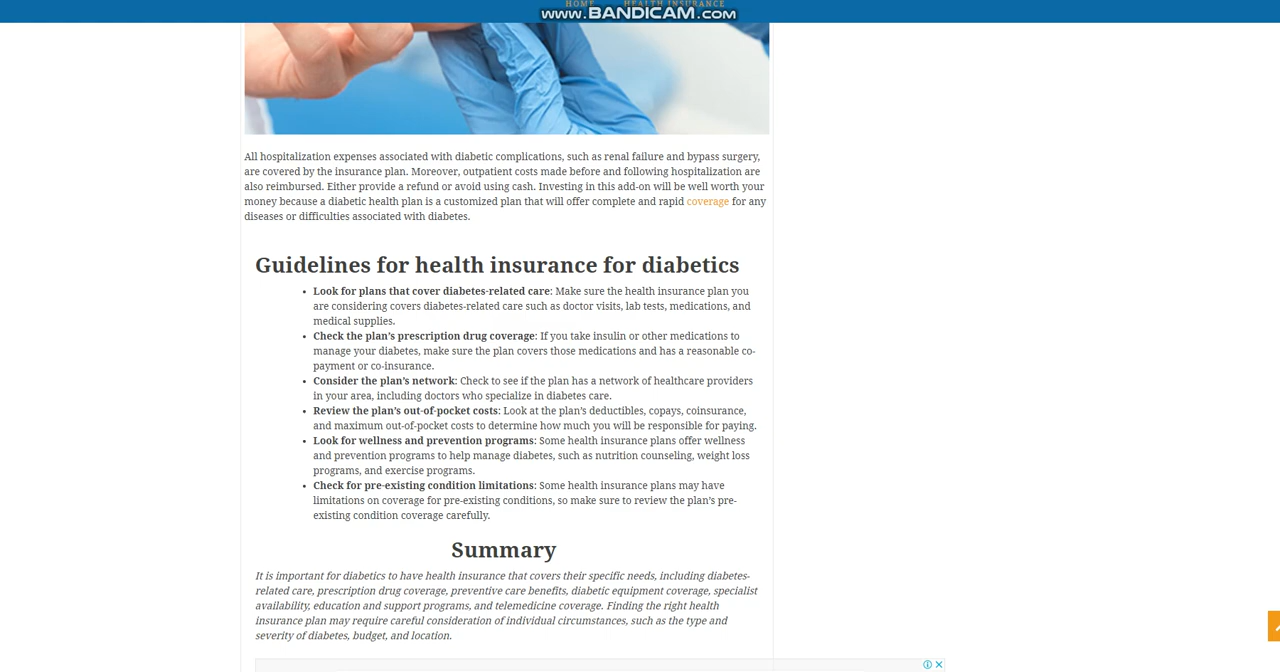 HOME HEALTH INSURANCE
www.BANDICAM.com
All hospitalization expenses associated with diabetic complications, such as renal failure and bypass surgery,
are covered by the insurance plan. Moreover, outpatient costs made before and following hospitalization are
also reimbursed. Either provide a refund or avoid using cash. Investing in this add-on will be well worth your
money because a diabetic health plan is a customized plan that will offer complete and rapid coverage for any
diseases or difficulties associated with diabetes.
Guidelines for health insurance for diabetics
• Look for plans that cover diabetes-related care: Make sure the health insurance plan you
are considering covers diabetes-related care such as doctor visits, lab tests, medications, and
medical supplies.
• Check the plan’s prescription drug coverage: If you take insulin or other medications to
manage your diabetes, make sure the plan covers those medications and has a reasonable co-
payment or co-insurance.
• Consider the plan’s network: Check to see if the plan has a network of healthcare providers
in your area, including doctors who specialize in diabetes care.
• Review the plan’s out-of-pocket costs: Look at the plan’s deductibles, copays, coinsurance,
and maximum out-of-pocket costs to determine how much you will be responsible for paying.
• Look for wellness and prevention programs: Some health insurance plans offer wellness
and prevention programs to help manage diabetes, such as nutrition counseling, weight loss
programs, and exercise programs.
• Check for pre-existing condition limitations: Some health insurance plans may have
limitations on coverage for pre-existing conditions, so make sure to review the plan’s pre-
existing condition coverage carefully.
Summary
It is important for diabetics to have health insurance that covers their specific needs, including diabetes-
related care, prescription drug coverage, preventive care benefits, diabetic equipment coverage, specialist
availability, education and support programs, and telemedicine coverage. Finding the right health
insurance plan may require careful consideration of individual circumstances, such as the type and
severity of diabetes, budget, and location.